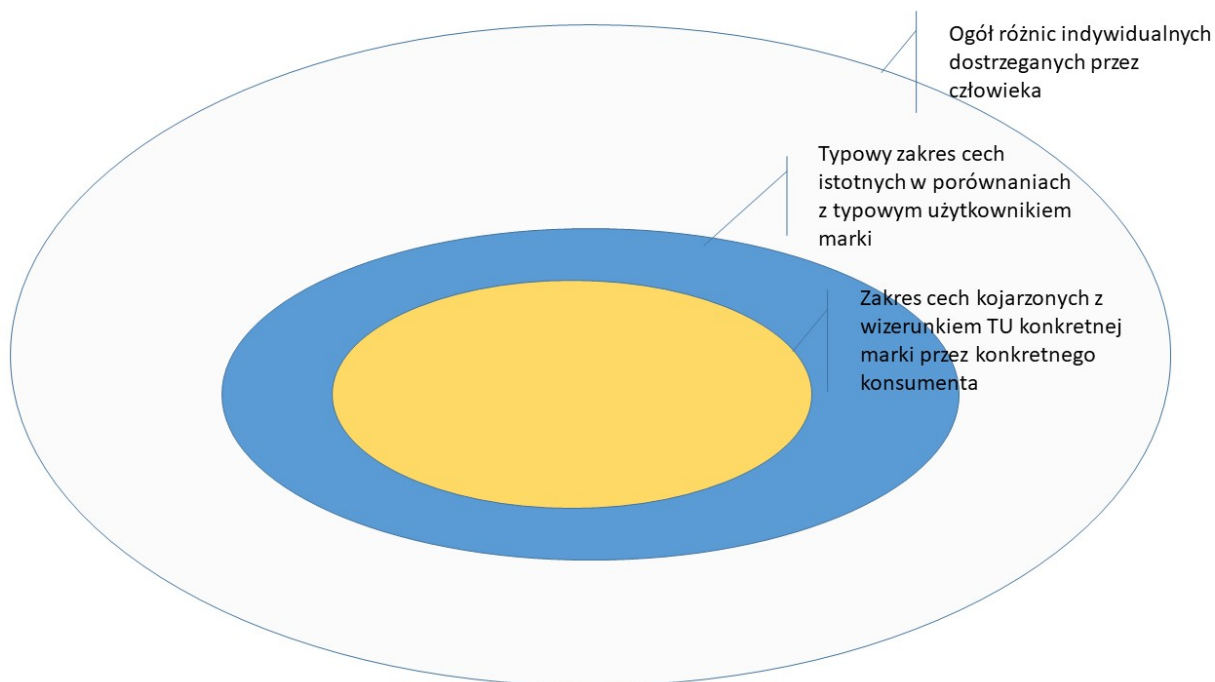 Ogół różnic indywidualnych
dostrzeganych przez
człowieka
Typowy zakres cech
istotnych w porównaniach
z typowym użytkownikiem
marki
Zakres cech kojarzonych z
wizerunkiem TU konkretnej
marki przez konkretnego
konsumenta